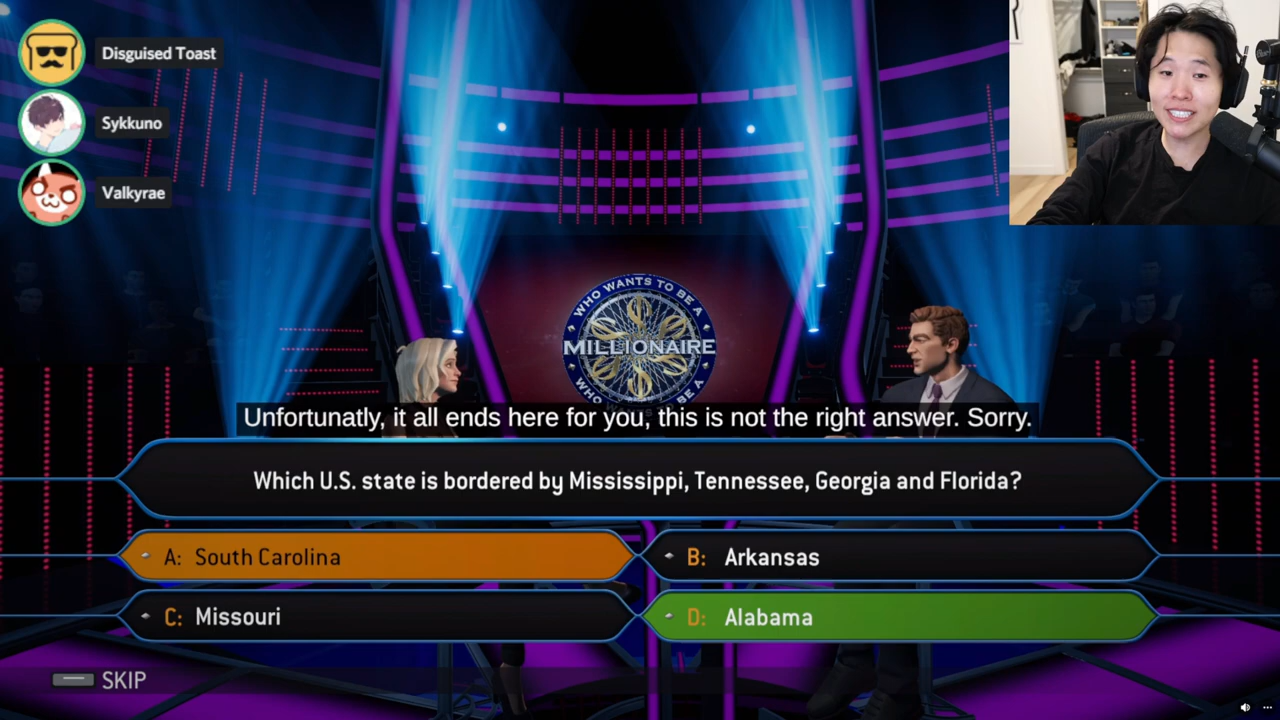 Disguised Toast
Sykkuno
Valkyrae
WHO WANTS TO BE A
MILLIONAIRE
Unfortunatly, it all ends here for you, this is not the right answer. Sorry.
Which U.S. state is bordered by Mississippi, Tennessee, Georgia and Florida?
A: South Carolina
B: Arkansas
C: Missouri
D: Alabama
SKIP